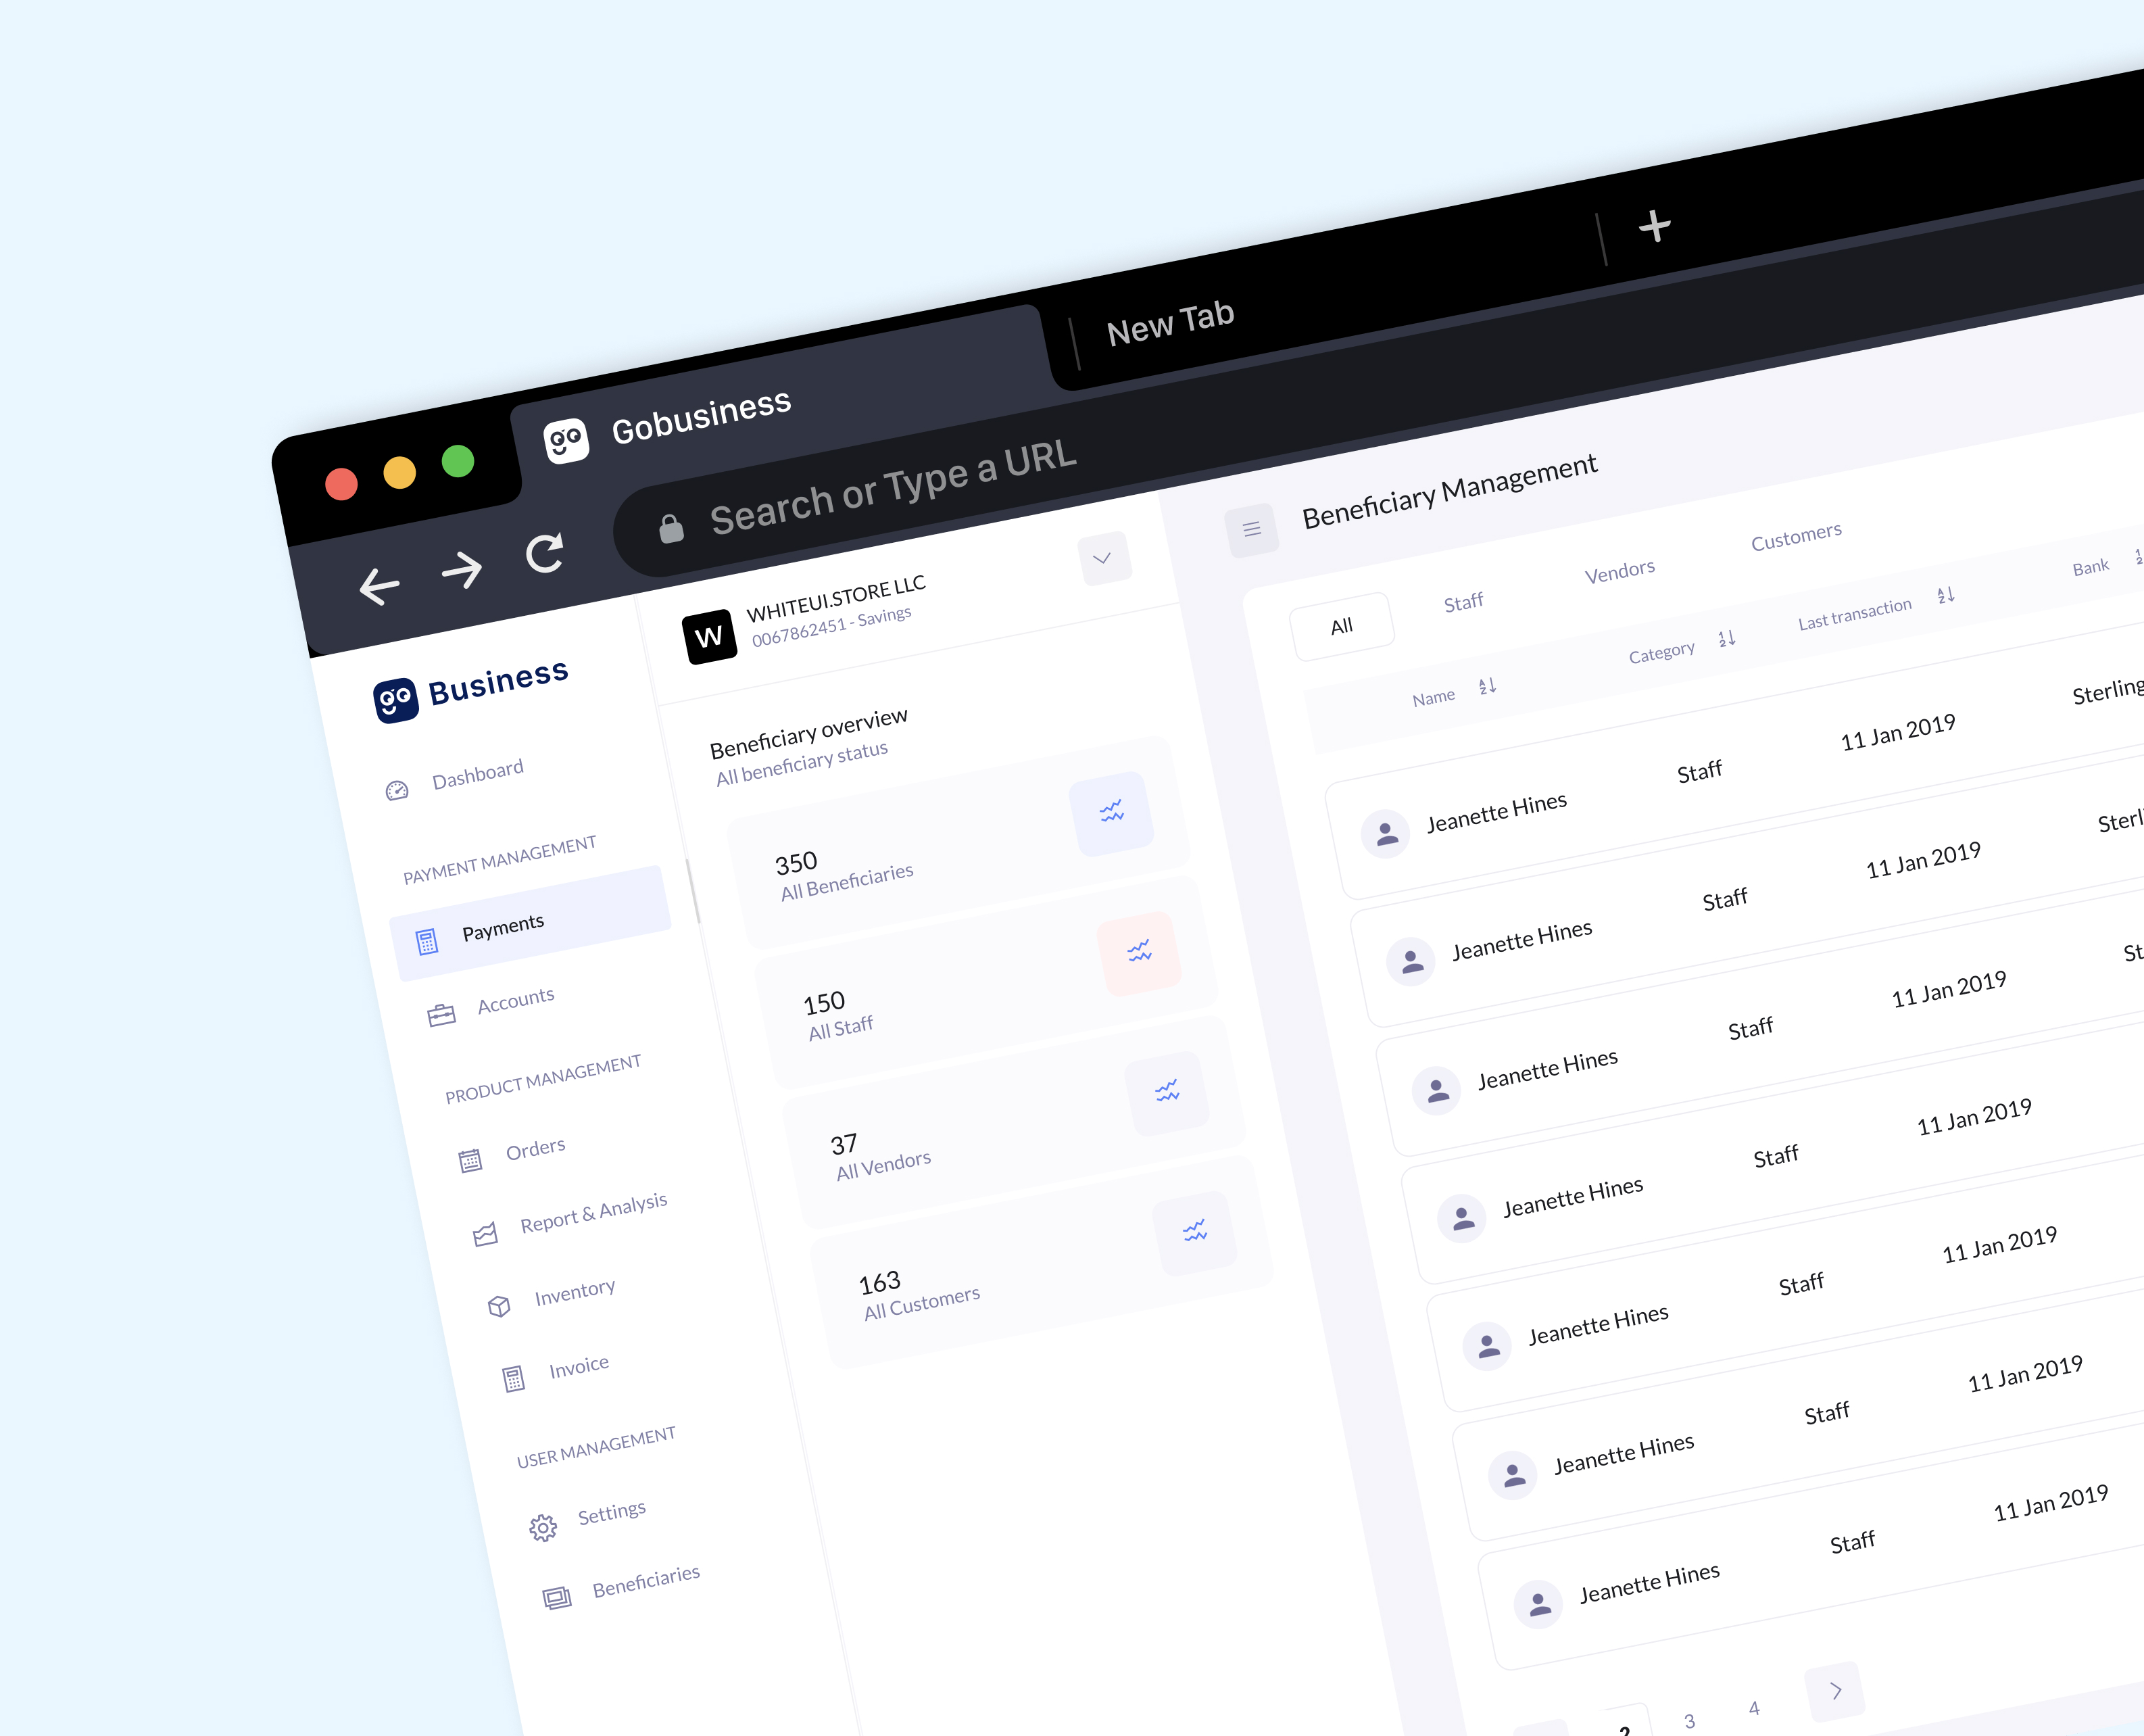 Gobusiness
New Tab
Search or Type a URL
go Business
Dashboard
PAYMENT MANAGEMENT
Payments
Accounts
PRODUCT MANAGEMENT
Orders
Report & Analysis
Inventory
Invoice
USER MANAGEMENT
Settings
Beneficiaries
W
WHITEUI.STORE LLC
0067862451 - Savings
Beneficiary overview
All beneficiary status
350
All Beneficiaries
150
All Staff
37
All Vendors
163
All Customers
Beneficiary Management
All Staff Vendors Customers
Name Category Last transaction Bank
Jeanette Hines Staff 11 Jan 2019 Sterling
Jeanette Hines Staff 11 Jan 2019
Jeanette Hines Staff 11 Jan 2019
Jeanette Hines Staff 11 Jan 2019
Jeanette Hines Staff 11 Jan 2019
Jeanette Hines Staff 11 Jan 2019
Jeanette Hines Staff 11 Jan 2019
2 3 4